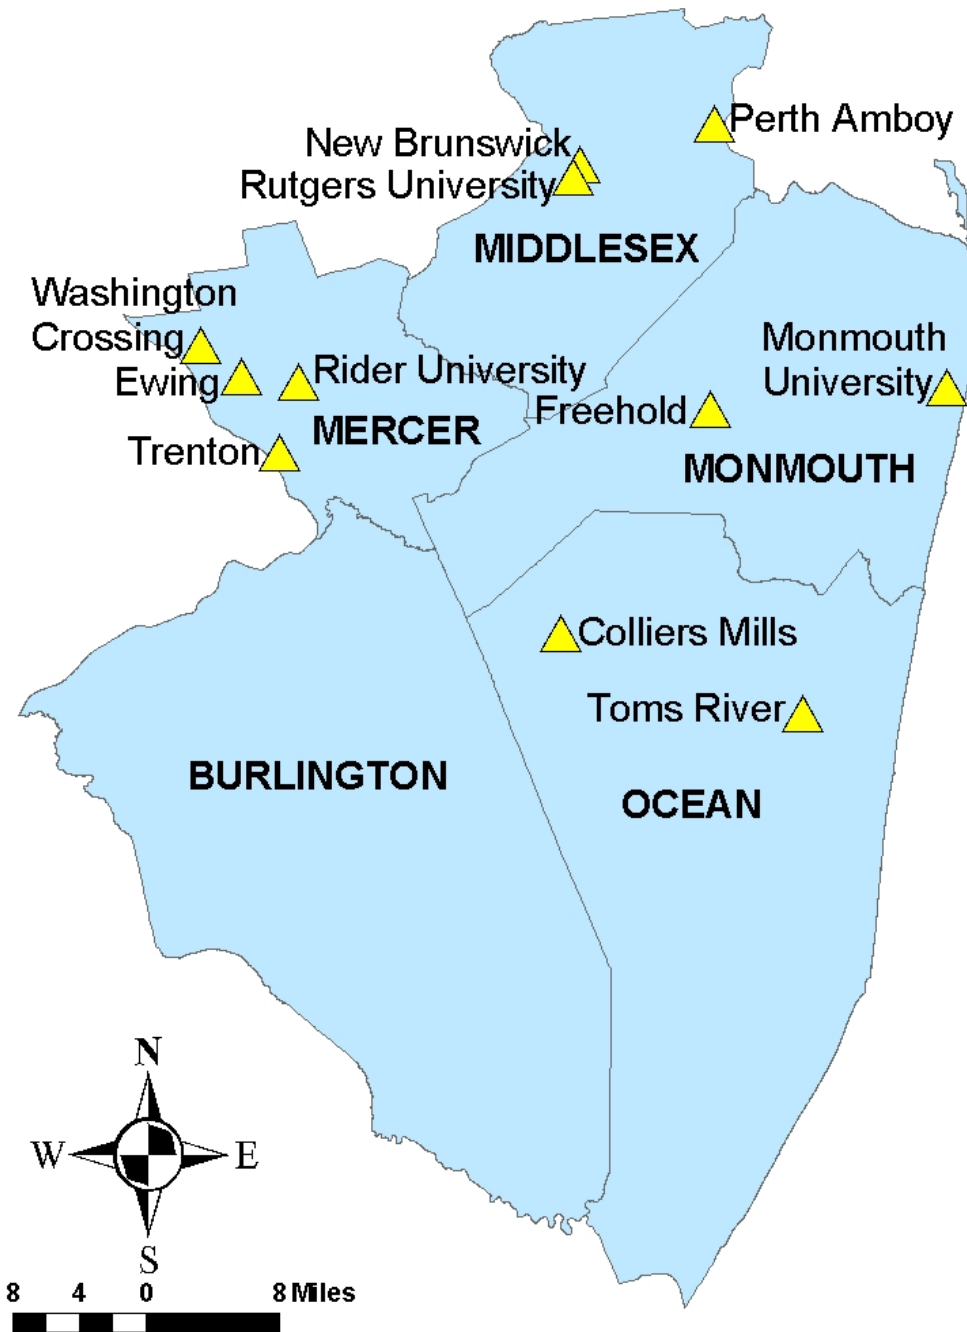 Perth Amboy
New Brunswick
Rutgers University
MIDDLESEX
Washington
Crossing
Ewing
Rider University
Monmouth
University
Freehold
MERCER
Trenton
MONMOUTH
Colliers Mills
Toms River
BURLINGTON
OCEAN
N
W E
S
8 4 0 8 Miles